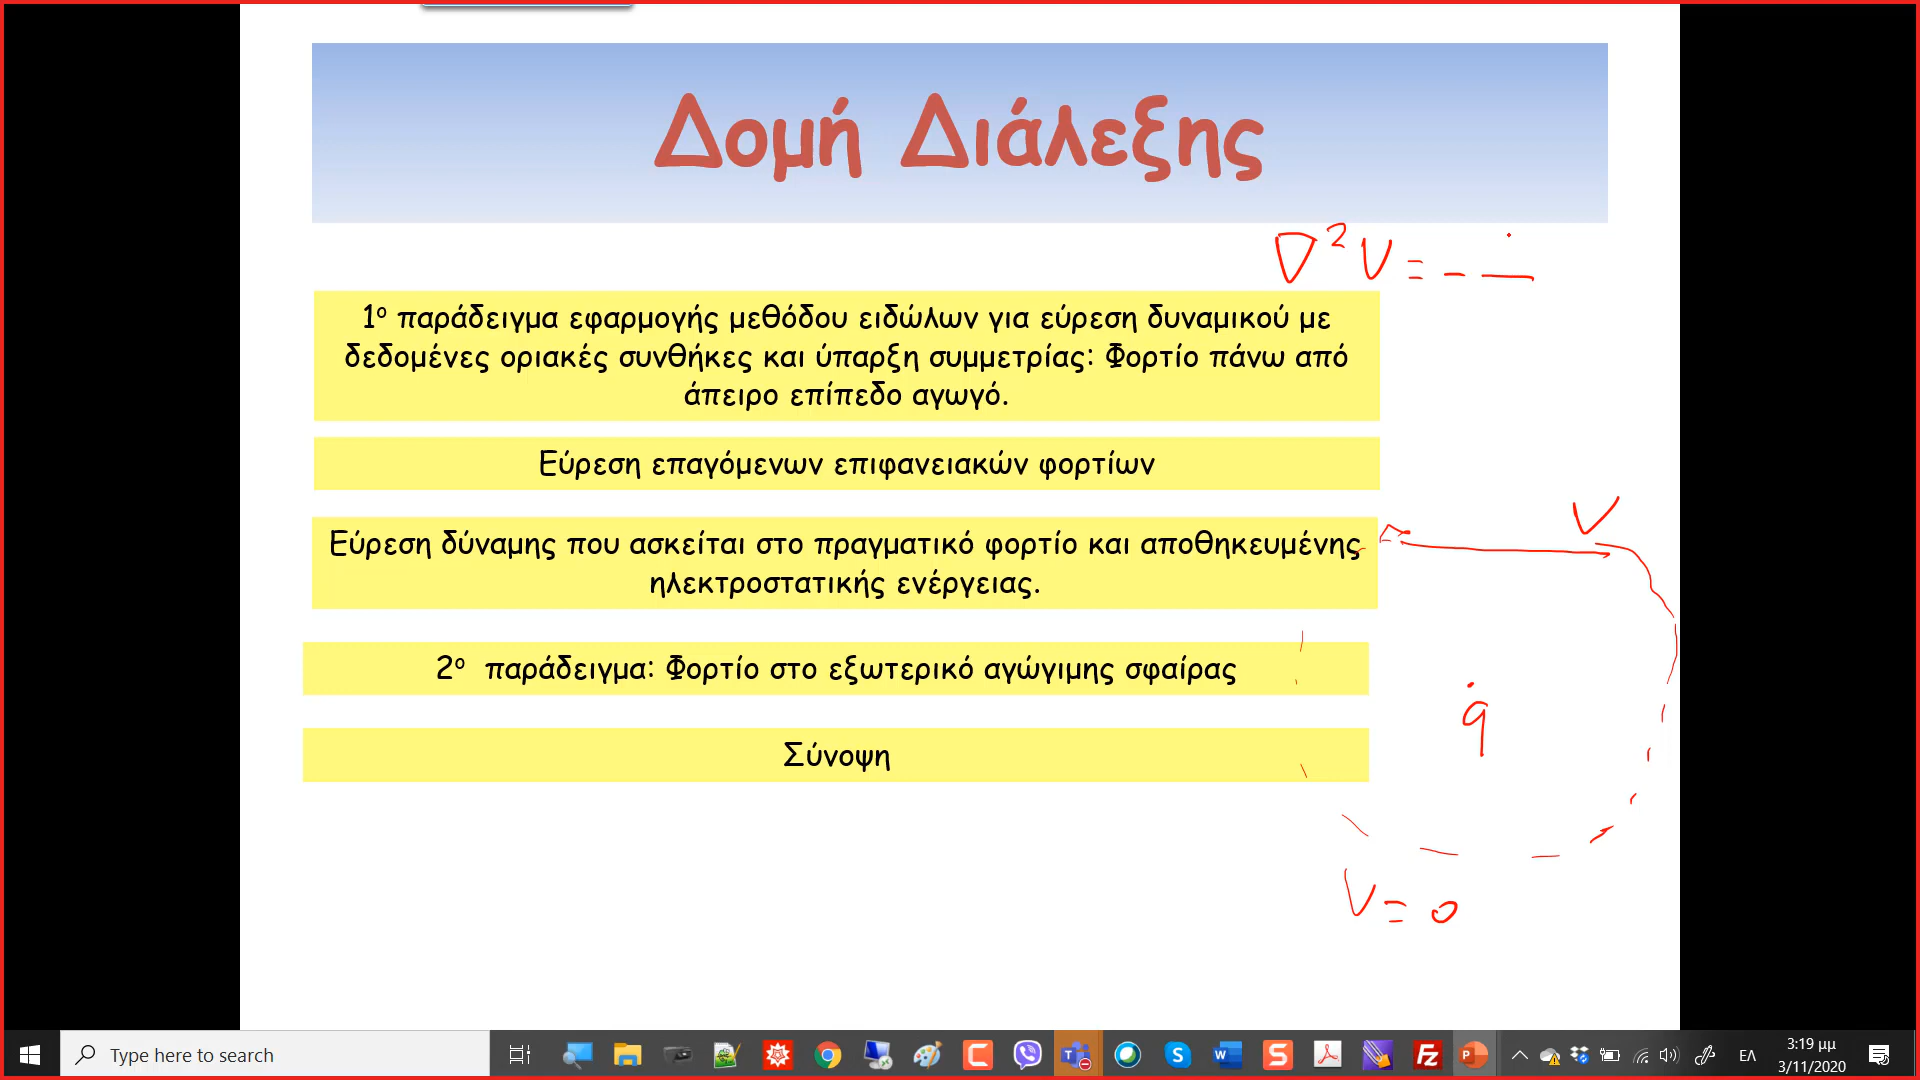 Δομή Διάλεξης
∇²V = - —
1ο παράδειγμα εφαρμογής μεθόδου ειδώλων για εύρεση δυναμικού με
δεδομένες οριακές συνθήκες και ύπαρξη συμμετρίας: Φορτίο πάνω από
άπειρο επίπεδο αγωγό.
Εύρεση επαγόμενων επιφανειακών φορτίων
V
Εύρεση δύναμης που ασκείται στο πραγματικό φορτίο και αποθηκευμένης
ηλεκτροστατικής ενέργειας.
2ο παράδειγμα: Φορτίο στο εξωτερικό αγώγιμης σφαίρας
q
Σύνοψη
V = 0
Type here to search
ΕΛ
3:19 μμ
3/11/2020